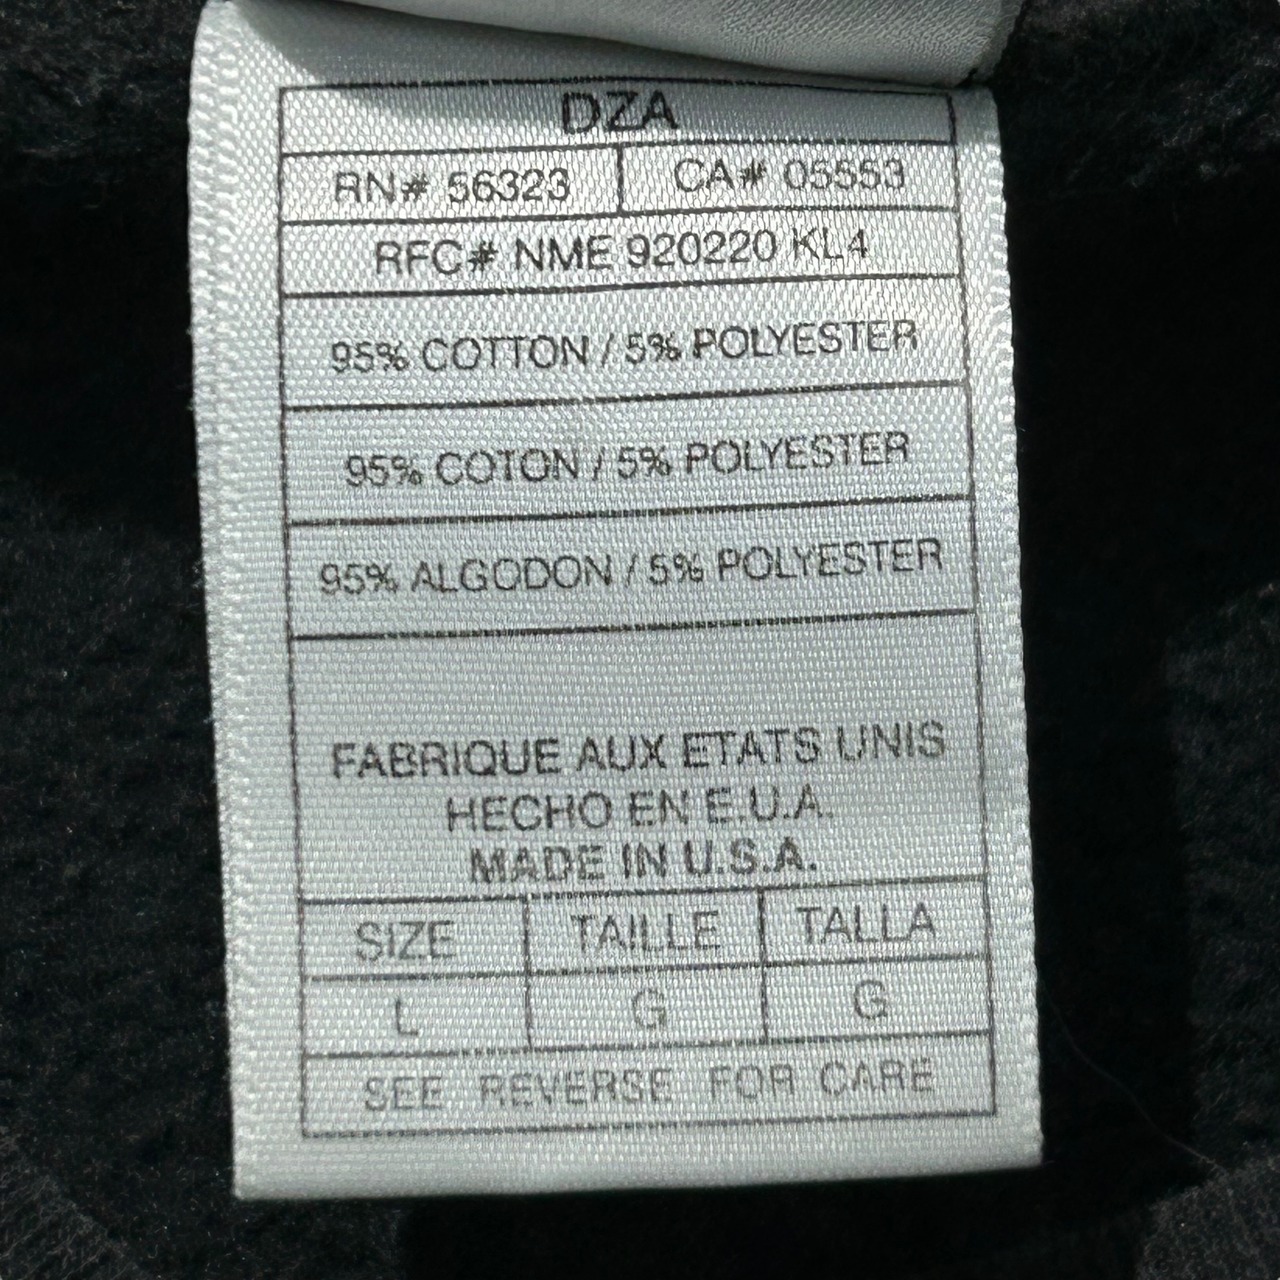 DZA
RN# 56323 CA# 05553
RFC# NME 920220 KL4
95% COTTON / 5% POLYESTER
95% COTON / 5% POLYESTER
95% ALGODON / 5% POLYESTER
FABRIQUE AUX ETATS UNIS
HECHO EN E.U.A.
MADE IN U.S.A.
SIZE TAILLE TALLA
L G G
SEE REVERSE FOR CARE